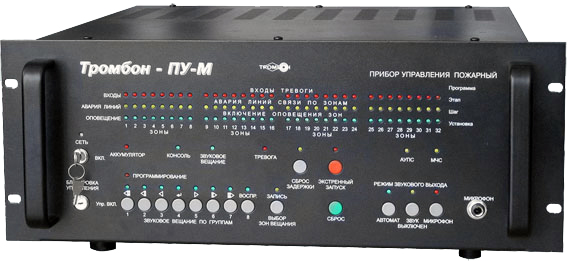 Тромбон - ПУ-М
TROMBON
ПРИБОР УПРАВЛЕНИЯ ПОЖАРНЫЙ
ВХОДЫ ВХОДЫ ТРЕВОГИ Программа
АВАРИЯ ЛИНИЙ АВАРИЯ ЛИНИЙ СВЯЗИ ПО ЗОНАМ Этап
ОПОВЕЩЕНИЕ ВКЛЮЧЕНИЕ ОПОВЕЩЕНИЯ ЗОН Шаг
Установка
1 2 3 4 5 6 7 8 9 10 11 12 13 14 15 16 17 18 19 20 21 22 23 24 25 26 27 28 29 30 31 32
ЗОНЫ ЗОНЫ ЗОНЫ ЗОНЫ
СЕТЬ
ВКЛ.
АККУМУЛЯТОР КОНСОЛЬ ЗВУКОВОЕ ВЕЩАНИЕ ТРЕВОГА АУПС МЧС
БЛОКИРОВКА УПРАВЛЕНИЯ
ПРОГРАММИРОВАНИЕ
СБРОС ЗАДЕРЖКИ
ЭКСТРЕННЫЙ ЗАПУСК
РЕЖИМ ЗВУКОВОГО ВЫХОДА
ВОСПР. ЗАПИСЬ
МИКРОФОН
Упр. ВКЛ.
1 2 3 4 5 6 7 8
ЗВУКОВОЕ ВЕЩАНИЕ ПО ГРУППАМ
ВЫБОР ЗОН ВЕЩАНИЯ
СБРОС
АВТОМАТ ЗВУК ВЫКЛЮЧЕН МИКРОФОН